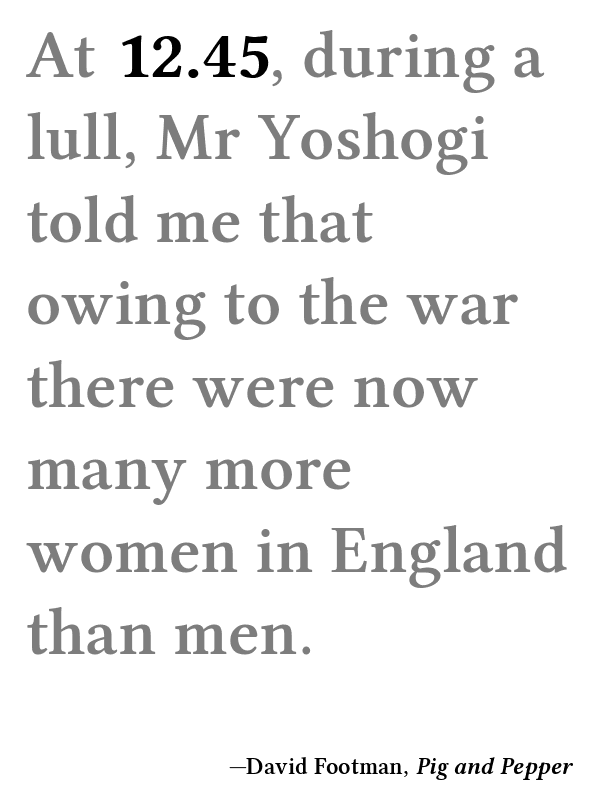 At 12.45, during a
lull, Mr Yoshogi
told me that
owing to the war
there were now
many more
women in England
than men.
—David Footman, Pig and Pepper